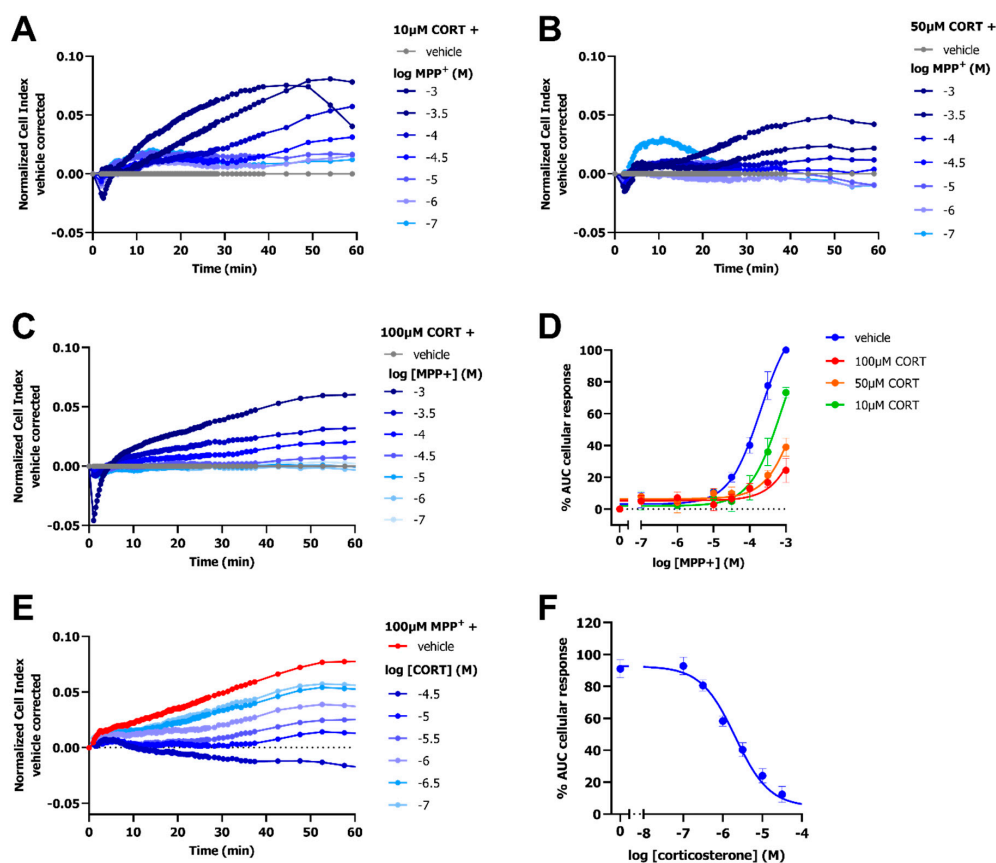 A
10µM CORT +
vehicle
log MPP+ (M)
-3
-3.5
-4
-4.5
-5
-6
-7
Normalized Cell Index
vehicle corrected
0.10
0.05
0.00
-0.05
0 10 20 30 40 50 60
Time (min)
B
50µM CORT +
vehicle
log MPP+ (M)
-3
-3.5
-4
-4.5
-5
-6
-7
Normalized Cell Index
vehicle corrected
0.10
0.05
0.00
-0.05
0 10 20 30 40 50 60
Time (min)
C
100µM CORT +
vehicle
log [MPP+] (M)
-3
-3.5
-4
-4.5
-5
-6
-7
Normalized Cell Index
vehicle corrected
0.10
0.05
0.00
-0.05
0 10 20 30 40 50 60
Time (min)
D
vehicle
100µM CORT
50µM CORT
10µM CORT
% AUC cellular response
100
80
60
40
20
0
0 -7 -6 -5 -4 -3
log [MPP+] (M)
E
100µM MPP+ +
vehicle
log [CORT] (M)
-4.5
-5
-5.5
-6
-6.5
-7
Normalized Cell Index
vehicle corrected
0.10
0.05
0.00
-0.05
0 10 20 30 40 50 60
Time (min)
F
% AUC cellular response
120
100
80
60
40
20
0
0 -8 -7 -6 -5 -4
log [corticosterone] (M)